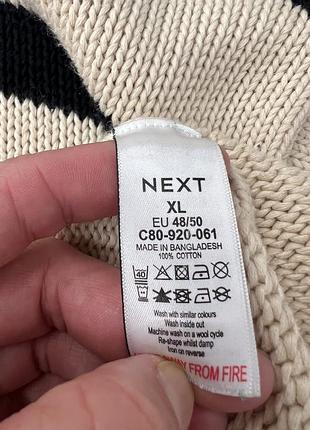 NEXT
XL
EU 48/50
C80-920-061
MADE IN BANGLADESH
100% COTTON
40
Wash with similar colours
Wash inside out
Machine wash on a wool cycle
Re-shape whilst damp
Iron on reverse
FROM FIRE